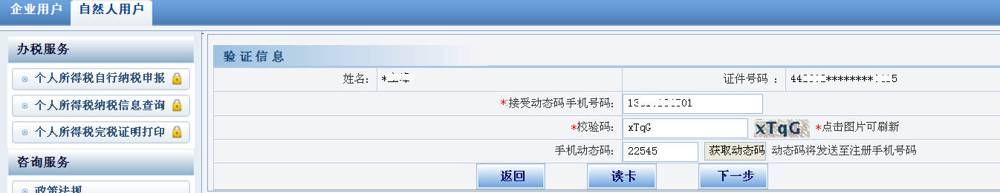 企业用户 自然人用户
办税服务
个人所得税自行纳税申报
个人所得税纳税信息查询
个人所得税完税证明打印
咨询服务
政策法规
验证信息
姓名: * 证件号码 : 44 ******** 5
*接受动态码手机号码: 13 01
*校验码: xTqG xTqG *点击图片可刷新
手机动态码: 22545 获取动态码 动态码将发送至注册手机号码
返回 读卡 下一步